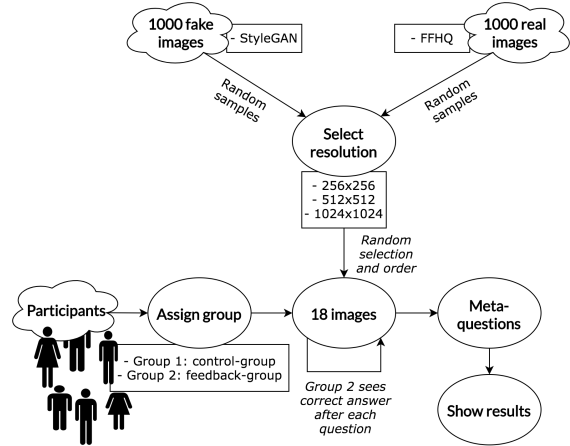 1000 fake
images
- StyleGAN
- FFHQ
1000 real
images
Random
samples
Random
samples
Select
resolution
- 256x256
- 512x512
- 1024x1024
Random
selection
and order
Participants
Assign group
18 images
Meta-
questions
- Group 1: control-group
- Group 2: feedback-group
Group 2 sees
correct answer
after each
question
Show results